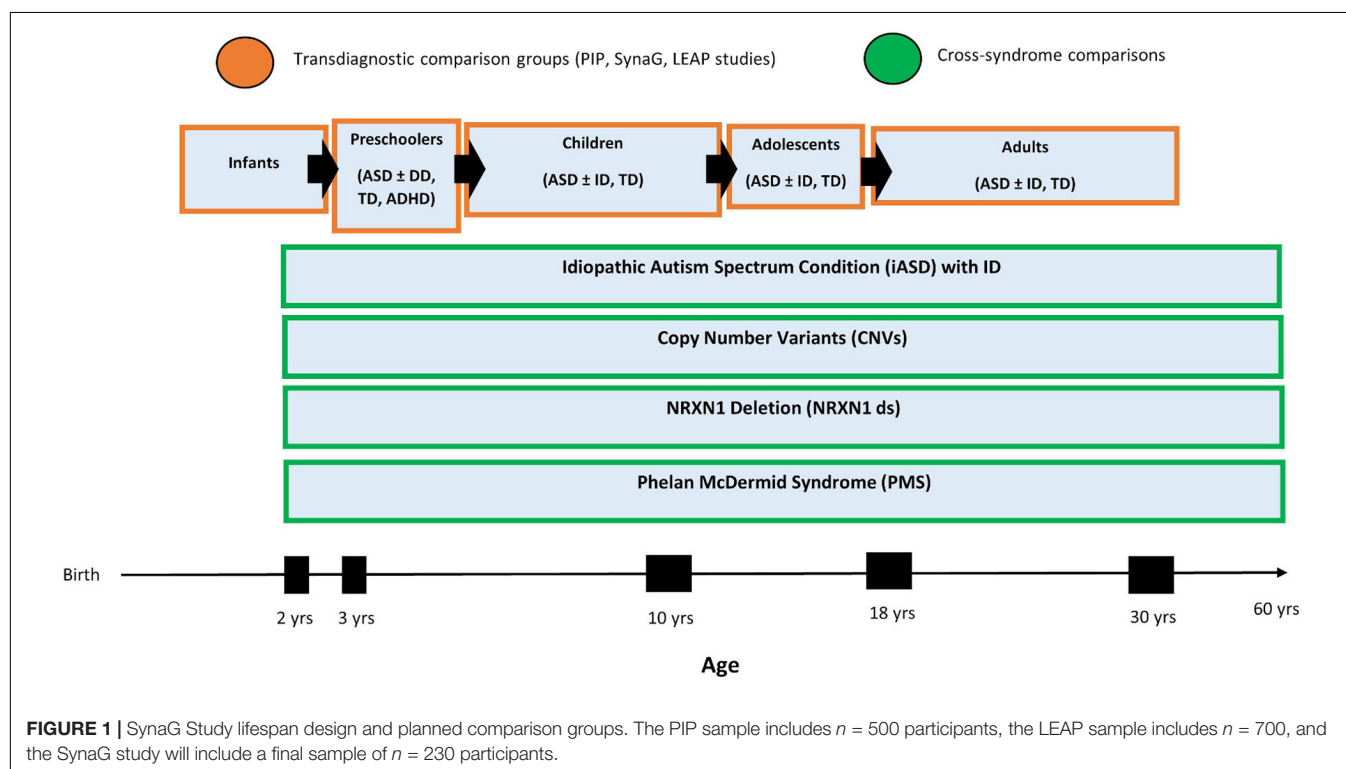 Transdiagnostic comparison groups (PIP, SynaG, LEAP studies)
Cross-syndrome comparisons
Infants
Preschoolers
(ASD ± DD,
TD, ADHD)
Children
(ASD ± ID, TD)
Adolescents
(ASD ± ID, TD)
Adults
(ASD ± ID, TD)
Idiopathic Autism Spectrum Condition (iASD) with ID
Copy Number Variants (CNVs)
NRXN1 Deletion (NRXN1 ds)
Phelan McDermid Syndrome (PMS)
Birth
2 yrs
3 yrs
10 yrs
18 yrs
30 yrs
60 yrs
Age
FIGURE 1 | SynaG Study lifespan design and planned comparison groups. The PIP sample includes n = 500 participants, the LEAP sample includes n = 700, and
the SynaG study will include a final sample of n = 230 participants.